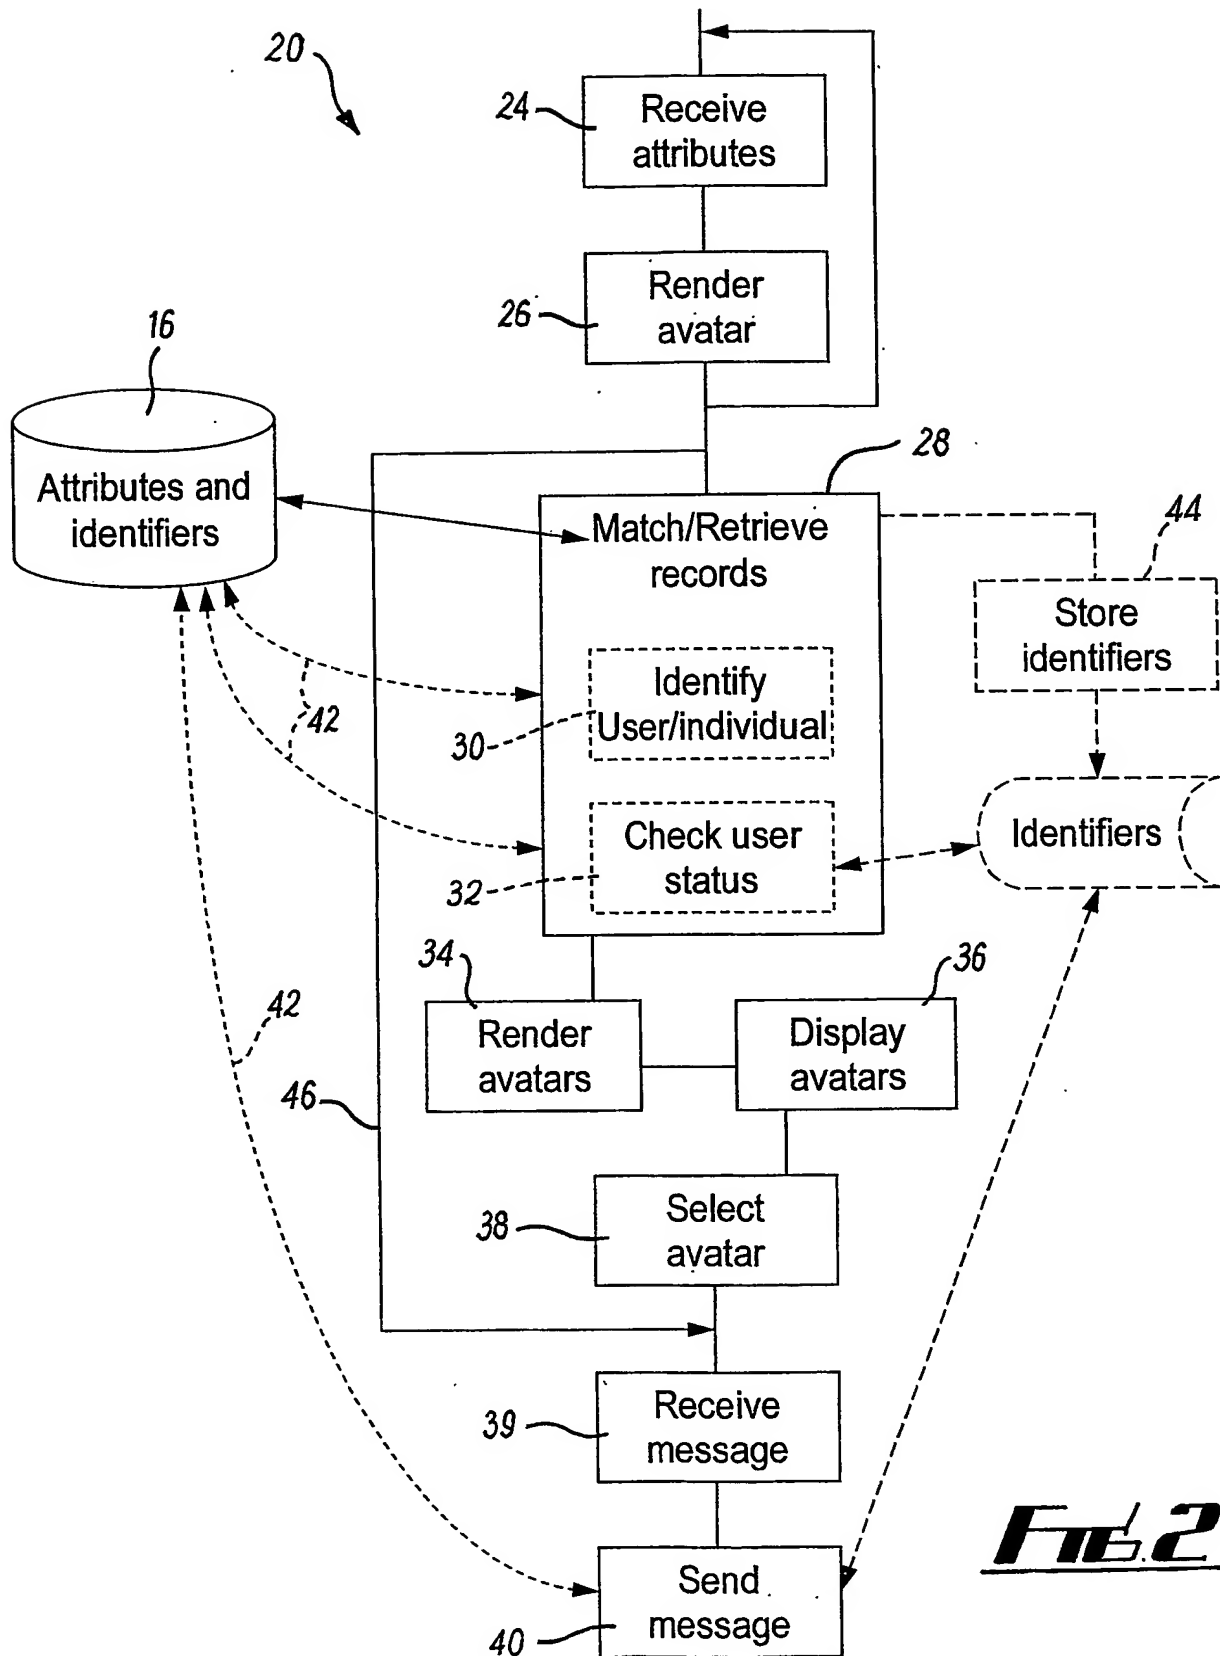 20
24
Receive
attributes
26
Render
avatar
16
Attributes and
identifiers
28
Match/Retrieve
records
44
Store
identifiers
42
30
Identify
User/individual
32
Check user
status
Identifiers
34
Render
avatars
36
Display
avatars
42
46
38
Select
avatar
39
Receive
message
40
Send
message
FIG. 2